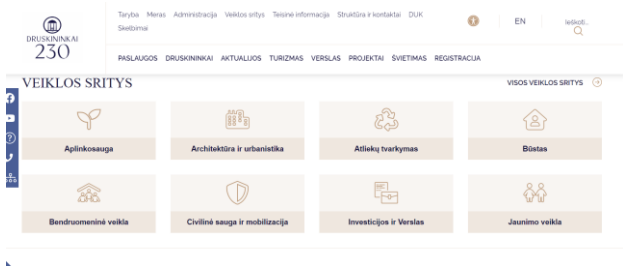 Taryba Meras Administracija Veiklos sritys Teisinė informacija Struktūra ir kontaktai DUK
Skelbimai
EN
Ieškoti...
DRUSKININKAI
230
PASLAUGOS DRUSKININKAI AKTUALIJOS TURIZMAS VERSLAS PROJEKTAI ŠVIETIMAS REGISTRACIJA
VEIKLOS SRITYS
VISOS VEIKLOS SRITYS
Aplinkosauga
Architektūra ir urbanistika
Atliekų tvarkymas
Būstas
Bendruomeninė veikla
Civilinė sauga ir mobilizacija
Investicijos ir Verslas
Jaunimo veikla